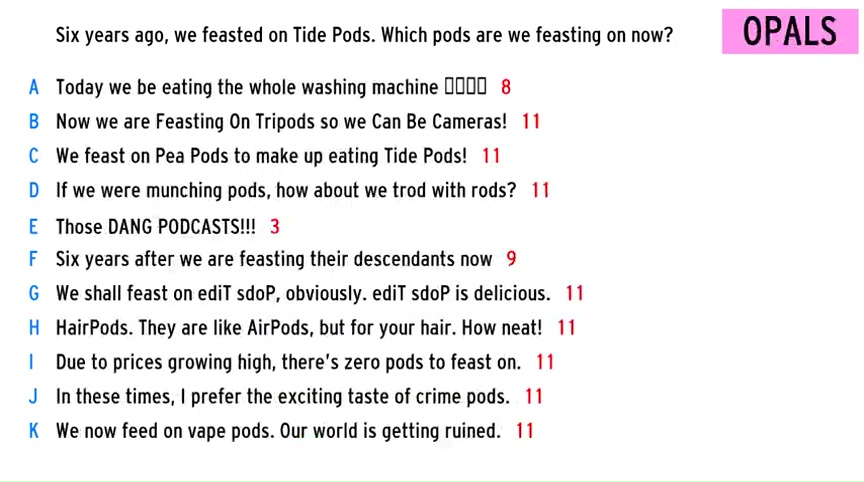 Six years ago, we feasted on Tide Pods. Which pods are we feasting on now?
OPALS
A Today we be eating the whole washing machine 8
B Now we are Feasting On Tripods so we Can Be Cameras! 11
C We feast on Pea Pods to make up eating Tide Pods! 11
D If we were munching pods, how about we trod with rods? 11
E Those DANG PODCASTS!!! 3
F Six years after we are feasting their descendants now 9
G We shall feast on ediT sdoP, obviously. ediT sdoP is delicious. 11
H HairPods. They are like AirPods, but for your hair. How neat! 11
I Due to prices growing high, there's zero pods to feast on. 11
J In these times, I prefer the exciting taste of crime pods. 11
K We now feed on vape pods. Our world is getting ruined. 11